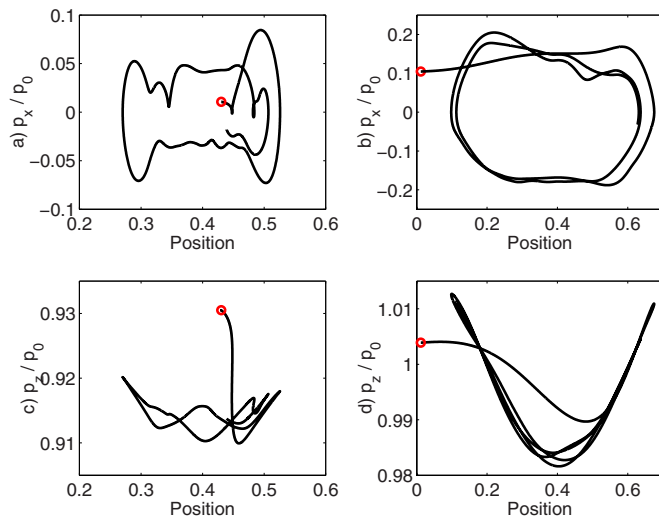 0.1
0.05
0
−0.05
−0.1
a) p_x / p_0
0.2 0.3 0.4 0.5 0.6
Position
0.2
0.1
0
−0.1
−0.2
b) p_x / p_0
0 0.2 0.4 0.6
Position
0.93
0.92
0.91
c) p_z / p_0
0.2 0.3 0.4 0.5 0.6
Position
1.01
1
0.99
0.98
d) p_z / p_0
0 0.2 0.4 0.6
Position